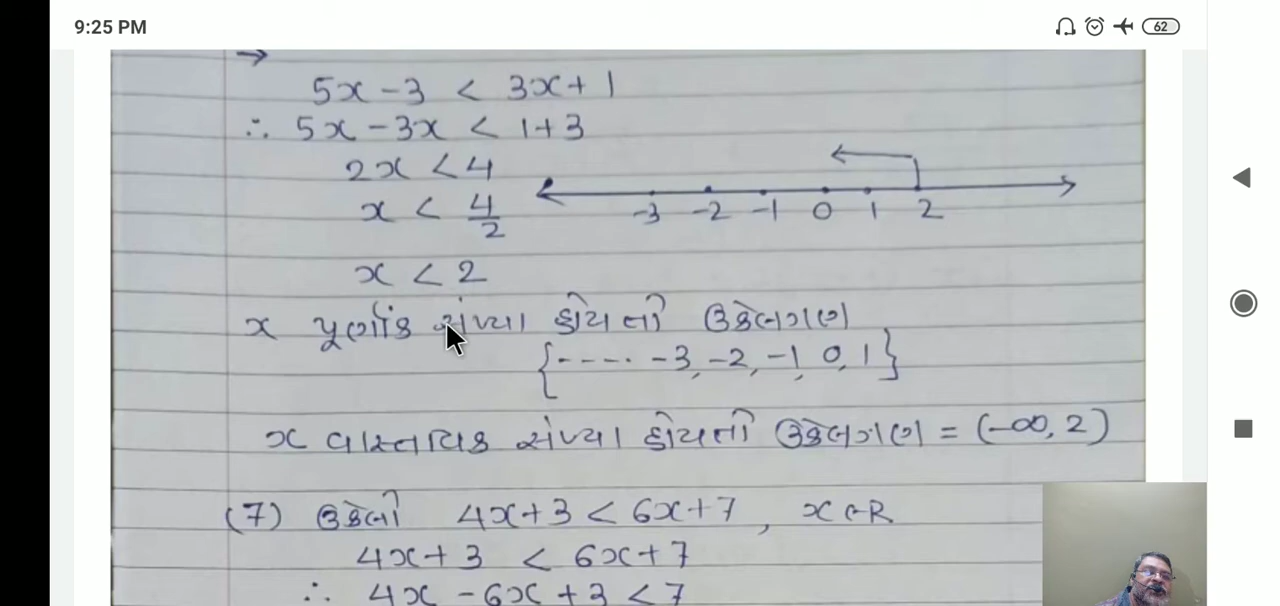 9:25 PM
62
→
5x - 3 < 3x + 1
∴ 5x - 3x < 1 + 3
2x < 4
x < 4/2
-3 -2 -1 0 1 2
x < 2
x પુર્ણાંક સંખ્યા હોય તો ઉકેલગણ
{---- -3, -2, -1, 0, 1}
x વાસ્તવિક સંખ્યા હોય તો ઉકેલગણ = (-∞, 2)
(7) ઉકેલો 4x + 3 < 6x + 7, x ∈ R
4x + 3 < 6x + 7
∴ 4x - 6x + 3 < 7